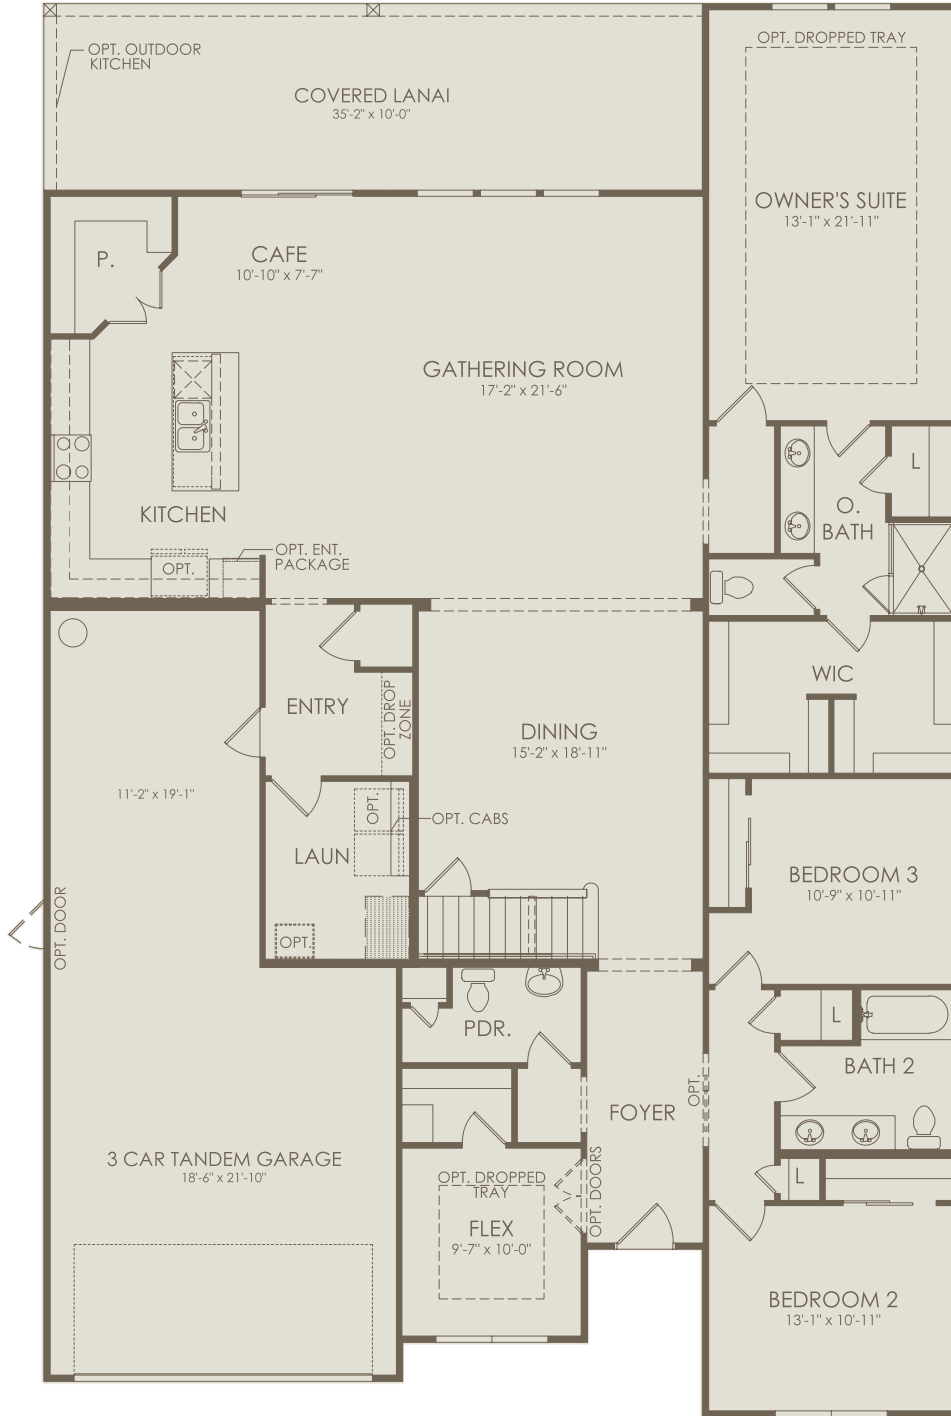 OPT. OUTDOOR
KITCHEN
COVERED LANAI
35'-2" x 10'-0"
OPT. DROPPED TRAY
OWNER'S SUITE
13'-1" x 21'-11"
P.
CAFE
10'-10" x 7'-7"
GATHERING ROOM
17'-2" x 21'-6"
KITCHEN
OPT.
OPT. ENT.
PACKAGE
L
O.
BATH
WIC
ENTRY
OPT. DROP
ZONE
DINING
15'-2" x 18'-11"
11'-2" x 19'-1"
OPT.
OPT. CABS
LAUN
OPT.
OPT. DOOR
BEDROOM 3
10'-9" x 10'-11"
PDR.
L
BATH 2
OPT.
FOYER
3 CAR TANDEM GARAGE
18'-6" x 21'-10"
OPT. DROPPED
TRAY
FLEX
9'-7" x 10'-0"
OPT. DOORS
L
BEDROOM 2
13'-1" x 10'-11"